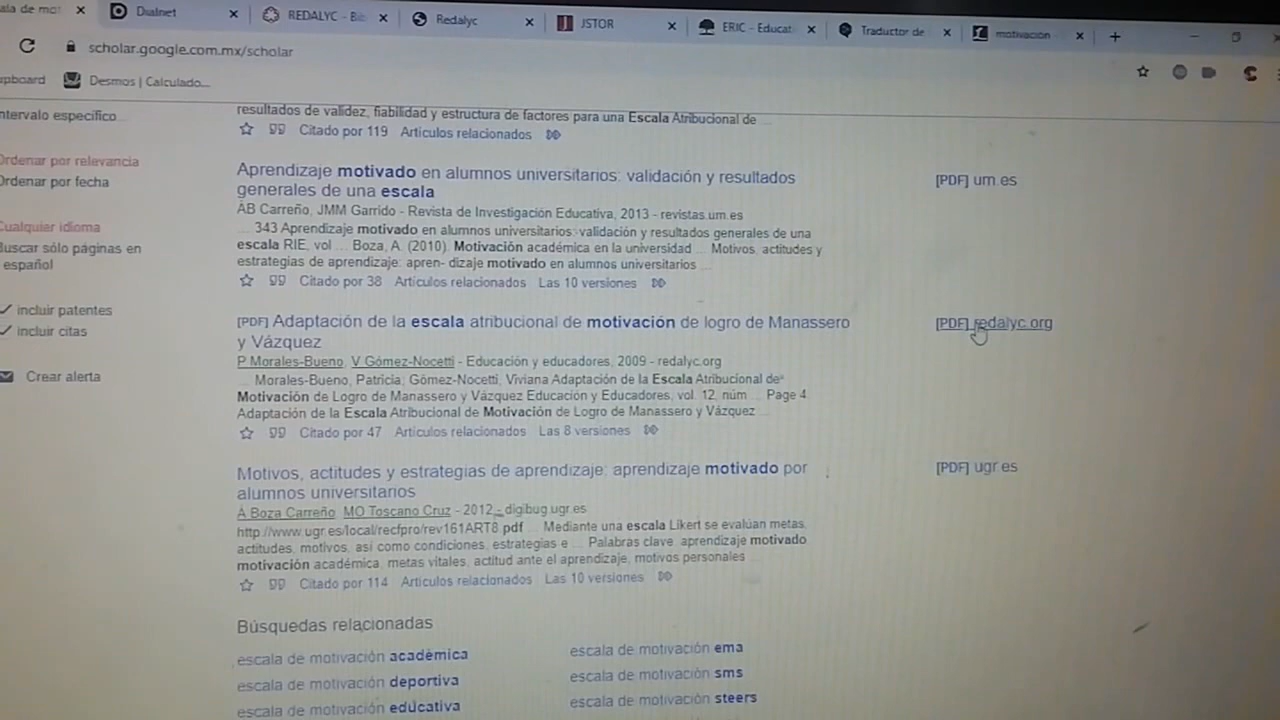 Dialnet
REDALYC - Bib
Redalyc
JSTOR
ERIC - Educat
Traductor de
motivación
scholar.google.com.mx/scholar
Desmos | Calculado...
resultados de validez, fiabilidad y estructura de factores para una Escala Atribucional de ...
Citado por 119 Artículos relacionados
Aprendizaje motivado en alumnos universitarios: validación y resultados
generales de una escala
[PDF] um.es
ÁB Carreño, JMM Garrido - Revista de Investigación Educativa, 2013 - revistas.um.es
... 343 Aprendizaje motivado en alumnos universitarios: validación y resultados generales de una
escala RIE, vol ... Boza, A. (2010). Motivación académica en la universidad ... Motivos, actitudes y
estrategias de aprendizaje: apren- dizaje motivado en alumnos universitarios ...
Citado por 38 Artículos relacionados Las 10 versiones
[PDF] Adaptación de la escala atribucional de motivación de logro de Manassero
y Vázquez
[PDF] redalyc.org
P Morales-Bueno, V Gómez-Nocetti - Educación y educadores, 2009 - redalyc.org
... Morales-Bueno, Patricia; Gómez-Nocetti, Viviana Adaptación de la Escala Atribucional de
Motivación de Logro de Manassero y Vázquez Educación y Educadores, vol. 12, núm ... Page 4.
Adaptación de la Escala Atribucional de Motivación de Logro de Manassero y Vázquez ...
Citado por 47 Artículos relacionados Las 8 versiones
Motivos, actitudes y estrategias de aprendizaje: aprendizaje motivado por
alumnos universitarios
[PDF] ugr.es
Á Boza Carreño, MO Toscano Cruz - 2012 - digibug.ugr.es
http://www.ugr.es/local/recfpro/rev161ART8.pdf ... Mediante una escala Likert se evalúan metas,
actitudes, motivos, así como condiciones, estrategias e ... Palabras clave: aprendizaje motivado
motivación académica, metas vitales, actitud ante el aprendizaje, motivos personales ...
Citado por 114 Artículos relacionados Las 10 versiones
Búsquedas relacionadas
escala de motivación académica
escala de motivación ema
escala de motivación deportiva
escala de motivación sms
escala de motivación educativa
escala de motivación steers
ntervalo específico...
Ordenar por relevancia
Ordenar por fecha
Cualquier idioma
Buscar sólo páginas en
español
incluir patentes
incluir citas
Crear alerta